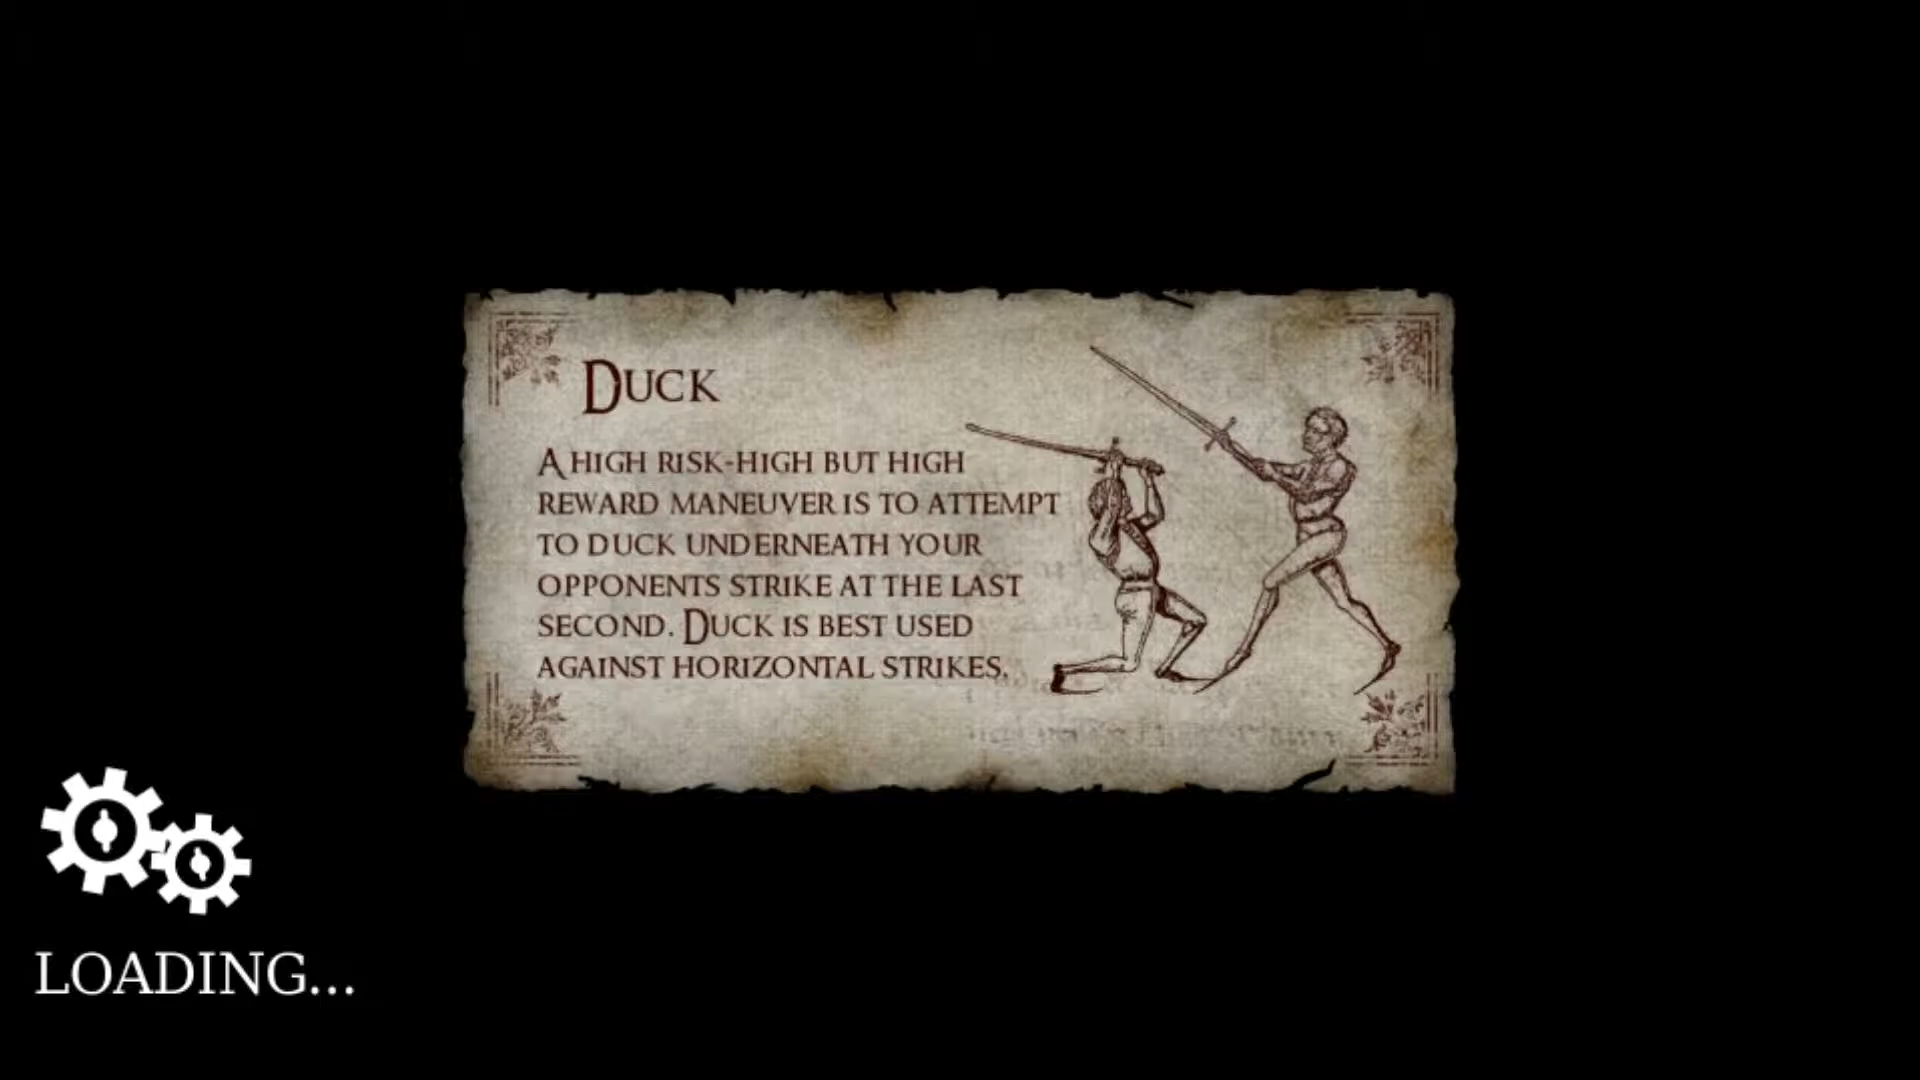 Duck
A high risk-high but high
reward maneuver is to attempt
to duck underneath your
opponents strike at the last
second. Duck is best used
against horizontal strikes.
LOADING...